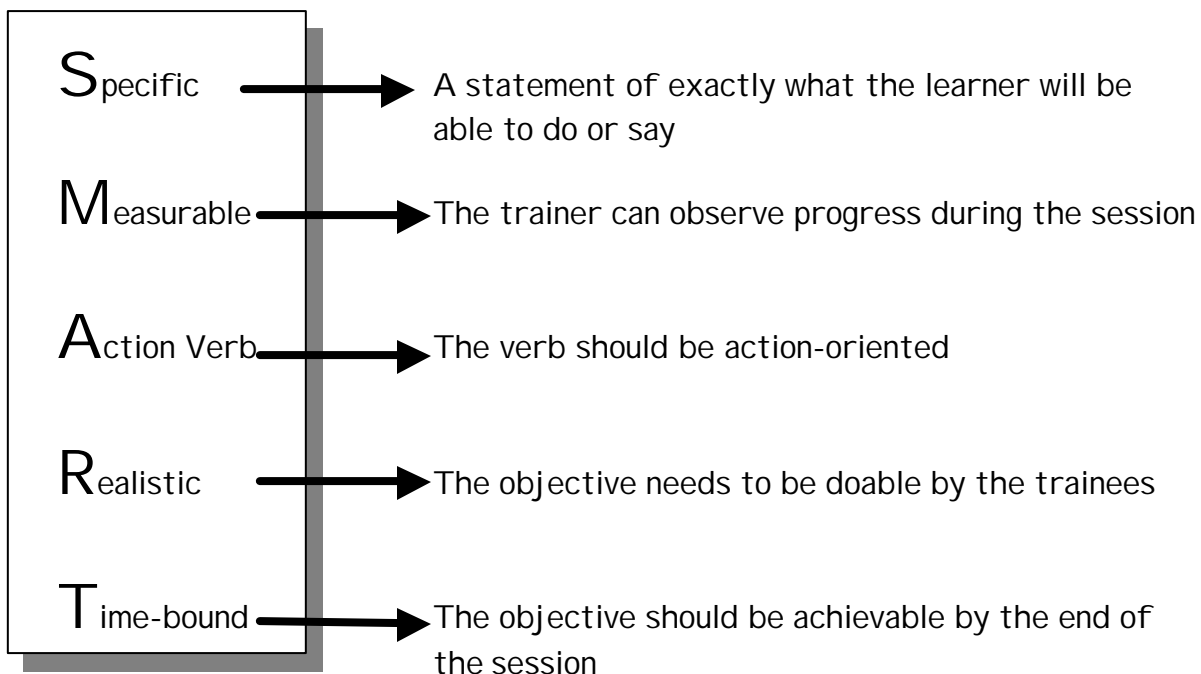 Specific A statement of exactly what the learner will be
able to do or say
Measurable The trainer can observe progress during the session
Action Verb The verb should be action-oriented
Realistic The objective needs to be doable by the trainees
Time-bound The objective should be achievable by the end of
the session